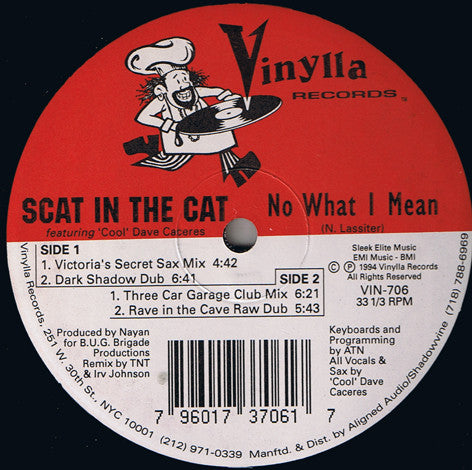 Vinylla
RECORDS TM
SCAT IN THE CAT
featuring 'Cool' Dave Caceres
No What I Mean
(N. Lassiter)
SIDE 1
1. Victoria's Secret Sax Mix 4:42
2. Dark Shadow Dub 6:41
SIDE 2
1. Three Car Garage Club Mix 6:21
2. Rave in the Cave Raw Dub 5:43
Sleek Elite Music
EMI Music - BMI
© ℗ 1994 Vinylla Records
All Rights Reserved
VIN-706
33 1/3 RPM
Produced by Nayan
for B.U.G. Brigade
Productions
Remix by TNT
& Irv Johnson
Keyboards and
Programming by
ATN
All Vocals &
Sax by
'Cool' Dave
Caceres
7 96017 37061 7
Vinylla Records, 251 W. 30th St., NYC 10001 (212) 971-0339 Manftd. & Dist. by Aligned Audio/Shadowvine (718) 788-6969